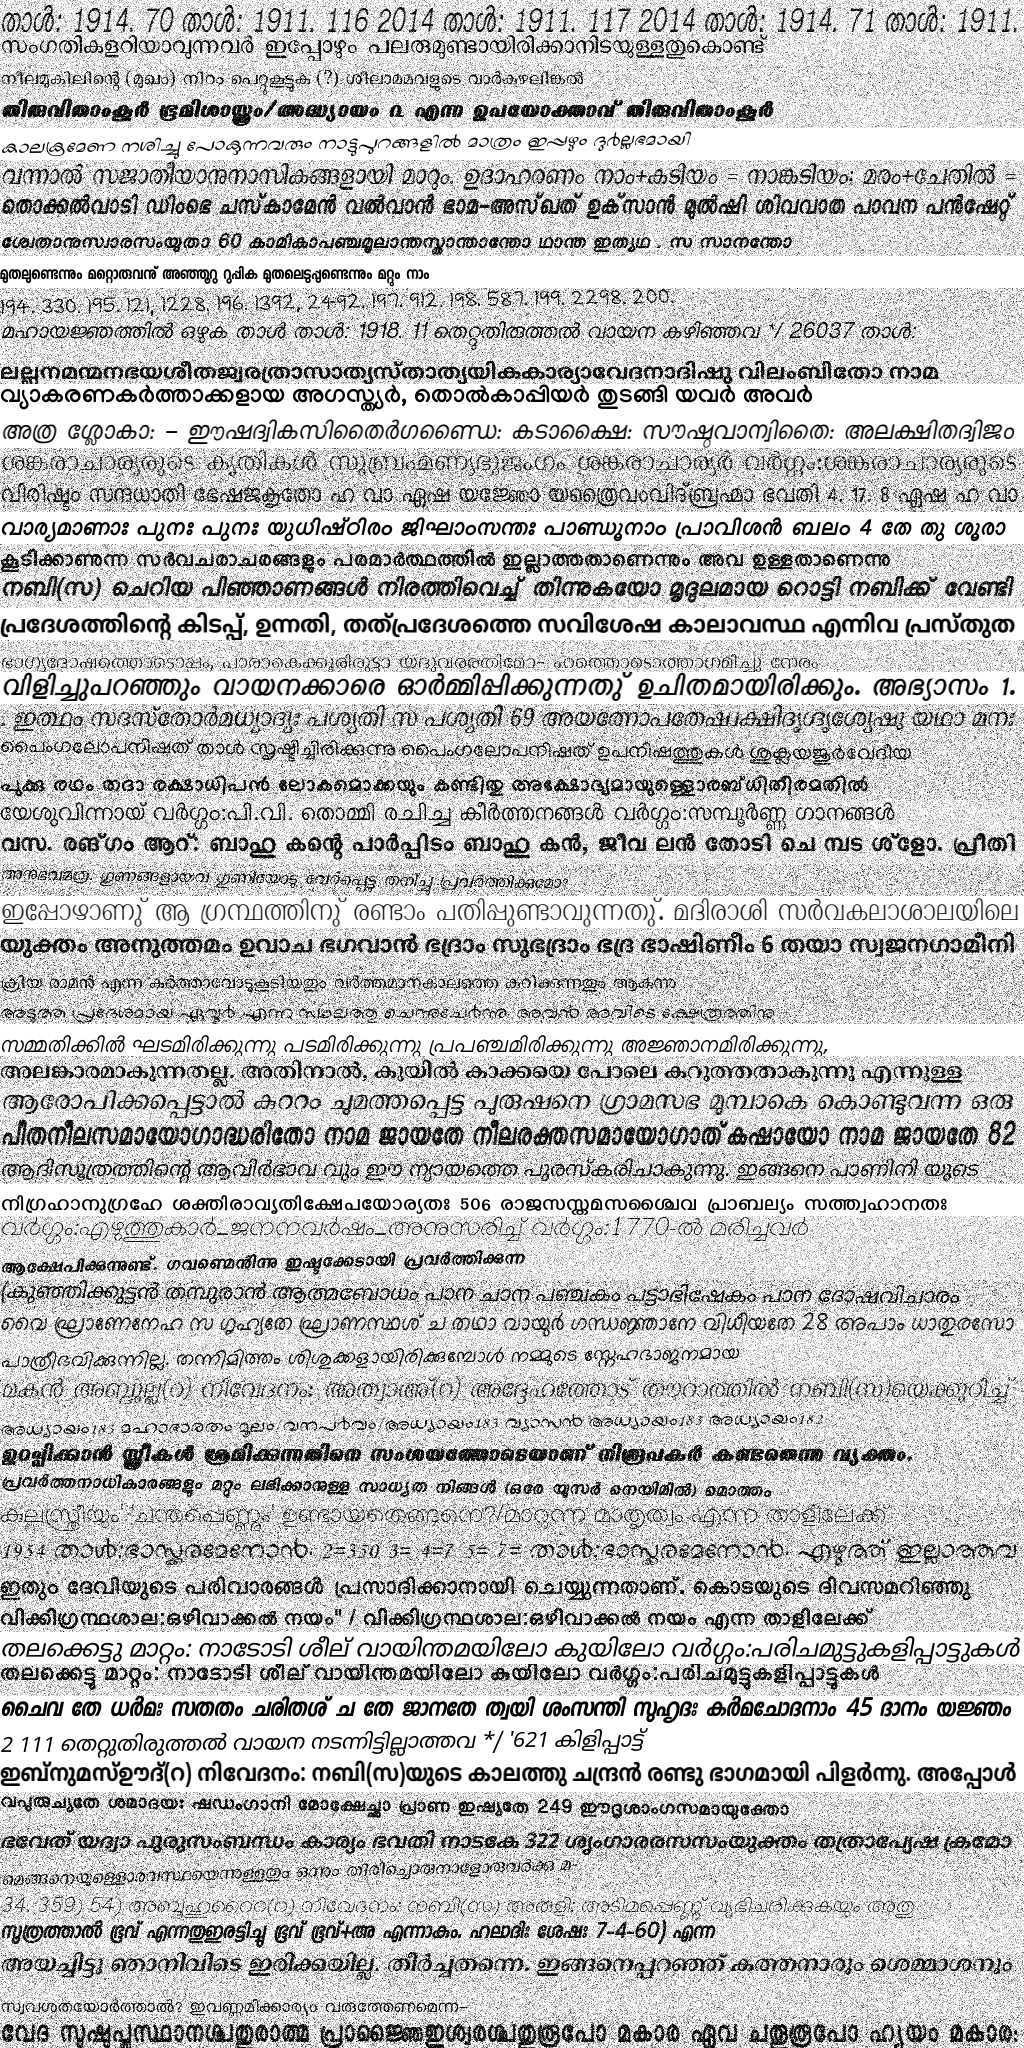 താൾ: 1914. 70 താൾ: 1911. 116 2014 താൾ: 1911. 117 2014 താൾ: 1914. 71 താൾ: 1911.
സംഗതികളറിയാവുന്നവർ ഇപ്പോഴും പലരുമുണ്ടായിരിക്കാനിടയുള്ളതുകൊണ്ട്
നീലമുകിലിന്റെ (മുഖം) നിറം പെറ്റുകൂടുക (?) ശീലാമമവളുടെ വാർകുഴലിങ്കൽ
തിരുവിതാംകൂർ ഭൂമിശാസ്ത്രം/അദ്ധ്യായം ൨ എന്ന ഉപയോക്താവ് തിരുവിതാംകൂർ
കാലക്രമേണ നശിച്ചു പോകുന്നവരും നാട്ടുപുറങ്ങളിൽ മാത്രം ഇപ്പഴും ദുർല്ലഭമായി
വന്നാൽ സജാതീയാനുനാസികങ്ങളായി മാറും. ഉദാഹരണം നാം+കടിയം = നാങ്കടിയം; മരം+ചേതിൽ =
തൊക്കൽവാടി ഡിംഭെ ചസ്കാമേൻ വൽവാൻ ഭാമ-അസ്ഖത് ഉക്സാൻ മുൽഷി ശിവവാത പാവന പൻഷേറ്റ്
ശ്വേതാനുസ്വാരസംയുതാ 60 കാമികാപഞ്ചമൂലാന്തസ്താന്താന്തോ ഥാന്ത ഇത്യഥ . സ സാനന്തോ
മുതലുണ്ടെന്നും മറ്റൊരുവന്നു് അഞ്ഞൂറു റുപ്പിക മുതലെടുപ്പുണ്ടെന്നും മറ്റും നാം
194. 330. 195. 121, 1228, 196. 1392, 2492. 197. 912. 198. 587. 199. 2298. 200.
മഹായജ്ഞത്തിൽ ഒഴുക താൾ താൾ: 1918. 11 തെറ്റുതിരുത്തൽ വായന കഴിഞ്ഞവ */ 26037 താൾ:
ലല്ലനമന്മനഭയശീതജ്വരത്രാസാത്യസ്താത്യയികകാര്യാവേദനാദിഷു വിലംബിതോ നാമ
വ്യാകരണകർത്താക്കളായ അഗസ്ത്യർ, തൊൽകാപ്പിയർ തുടങ്ങി യവർ അവർ
അത്ര ശ്ലോകാ: – ഈഷദ്വികസിതൈർഗണ്ഡൈ: കടാക്ഷൈ: സൗഷ്ഠവാന്വിതൈ: അലക്ഷിതദ്വിജം
ശങ്കരാചാര്യരുടെ കൃതികൾ സുബ്രഹ്മണ്യഭുജംഗം ശങ്കരാചാര്യർ വർഗ്ഗം:ശങ്കരാചാര്യരുടെ
വിരിഷ്ടം സന്ദധാതി ഭേഷജകൃതോ ഹ വാ ഏഷ യജ്ഞോ യത്രൈവംവിദ്ബ്രഹ്മാ ഭവതി 4. 17. 8 ഏഷ ഹ വാ
വാര്യമാണാഃ പുനഃ പുനഃ യുധിഷ്ഠിരം ജിഘാംസന്തഃ പാണ്ഡൂനാം പ്രാവിശൻ ബലം 4 തേ തു ശൂരാ
കൂടിക്കാണുന്ന സർവചരാചരങ്ങളും പരമാർത്ഥത്തിൽ ഇല്ലാത്തതാണെന്നും അവ ഉള്ളതാണെന്നു
നബി(സ) ചെറിയ പിഞ്ഞാണങ്ങൾ നിരത്തിവെച്ച് തിന്നുകയോ മൃദുലമായ റൊട്ടി നബിക്ക് വേണ്ടി
പ്രദേശത്തിന്റെ കിടപ്പ്, ഉന്നതി, തത്പ്രദേശത്തെ സവിശേഷ കാലാവസ്ഥ എന്നിവ പ്രസ്തുത
ഭാഗ്യദോഷത്തൊടൊപ്പം, പാരാകെക്കൂരിരുട്ടാ യദുവരരതിമോ– ഹത്തൊടൊത്താഗമിച്ചു നേരം
വിളിച്ചുപറഞ്ഞും വായനക്കാരെ ഓർമ്മിപ്പിക്കുന്നതു് ഉചിതമായിരിക്കും. അഭ്യാസം 1.
. ഇത്ഥം സദസ്തോർമധ്യാദ്യഃ പശ്യതി സ പശ്യതി 69 അയത്നോപതേഷ്വക്ഷിദൃഗ്ദൃശ്യേഷു യഥാ മനഃ
പൈംഗലോപനിഷത് താൾ സൃഷ്ടിച്ചിരിക്കുന്നു പൈംഗലോപനിഷത് ഉപനിഷത്തുകൾ ശുക്ലയജുർവേദീയ
പുക്കു രഥം തദാ രക്ഷാധിപൻ ലോകമൊക്കയും കണ്ടിതു അക്ഷോദ്യമായുള്ളൊരബ്ധിതീരമതിൽ
യേശുവിന്നായ് വർഗ്ഗം:പി.വി. തൊമ്മി രചിച്ച കീർത്തനങ്ങൾ വർഗ്ഗം:സമ്പൂർണ്ണ ഗാനങ്ങൾ
വസ. രങ്ഗം ആറ്: ബാഹു കന്റെ പാർപ്പിടം ബാഹു കൻ, ജീവ ലൻ തോടി ചെ മ്പട ശ്ളോ. പ്രീതി
അനുഭവമത്ര. ഗുണങ്ങളായവ ഗുണിയോടു വേർപ്പെട്ടു തനിച്ചു പ്രവർത്തിക്കുമോ?
ഇപ്പോഴാണു് ആ ഗ്രന്ഥത്തിനു് രണ്ടാം പതിപ്പുണ്ടാവുന്നതു്. മദിരാശി സർവകലാശാലയിലെ
യുക്തം അനുത്തമം ഉവാച ഭഗവാൻ ഭദ്രാം സുഭദ്രാം ഭദ്ര ഭാഷിണീം 6 തയാ സ്വജനഗാമീനി
ക്രിയ രാമൻ എന്ന കർത്താവോടുകൂടിയതും വർത്തമാനകാലത്തെ കുറിക്കുന്നതും ആകുന്നു
അടുത്ത പ്രദേശമായ ഏവൂർ എന്ന സ്ഥലത്തു ചെന്നുചേർന്നു. അവൻ അവിടെ ക്ഷേത്രത്തിനു
സമ്മതിക്കിൽ ഘടമിരിക്കുന്നു പടമിരിക്കുന്നു പ്രപഞ്ചമിരിക്കുന്നു അജ്ഞാനമിരിക്കുന്നു,
അലങ്കാരമാകുന്നതല്ല. അതിനാൽ, കുയിൽ കാക്കയെ പോലെ കറുത്തതാകുന്നു എന്നുള്ള
ആരോപിക്കപ്പെട്ടാൽ കുററം ചുമത്തപ്പെട്ട പുരുഷനെ ഗ്രാമസഭ മുമ്പാകെ കൊണ്ടുവന്ന ഒരു
പീതനീലസമായോഗാദ്ധരിതോ നാമ ജായതേ നീലരക്തസമായോഗാത് കഷായോ നാമ ജായതേ 82
ആദിസൂത്രത്തിന്റെ ആവിർഭാവ വും ഈ ന്യായത്തെ പുരസ്കരിചാകുന്നു. ഇങ്ങനെ പാണിനി യുടെ
നിഗ്രഹാനുഗ്രഹേ ശക്തിരാവൃതിക്ഷേപയോര്യതഃ 506 രാജസസ്തമസശ്ചൈവ പ്രാബല്യം സത്ത്വഹാനതഃ
വർഗ്ഗം:എഴുത്തുകാർ_ജനനവർഷം_അനുസരിച്ച് വർഗ്ഗം:1770-ൽ മരിച്ചവർ
ആക്ഷേപിക്കുന്നുണ്ട്. ഗവണ്മെന്റിന്നു ഇഷ്ടക്കേടായി പ്രവർത്തിക്കുന്ന
(കുഞ്ഞിക്കുട്ടൻ തമ്പുരാൻ ആത്മബോധം പാന ചാന പഞ്ചകം പട്ടാഭിഷേകം പാന ദോഷവിചാരം
വൈ ഘ്രാണേനേഹ സ ഗൃഹ്യതേ ഘ്രാണസ്ഥശ് ച തഥാ വായുർ ഗന്ധജ്ഞാനേ വിധീയതേ 28 അപാം ധാതുരസോ
പാത്രീഭവിക്കുന്നില്ല. തന്നിമിത്തം ശിശുക്കളായിരിക്കുമ്പോൾ നമ്മുടെ സ്നേഹഭാജനമായ
മകൻ അബ്ദുല്ല(റ) നിവേദനം: അത്വാഅ്(റ) അദ്ദേഹത്തോട് തൗറാത്തിൽ നബി(സ)യെക്കുറിച്ച്
അധ്യായം185 മഹാഭാരതം മൂലം/വനപർവം/അധ്യായം183 വ്യാസൻ അധ്യായം183 അധ്യായം182
ഉറപ്പിക്കാൻ സ്ത്രീകൾ ശ്രമിക്കുന്നതിനെ സംശയത്തോടെയാണ് നിരൂപകർ കണ്ടതെന്നു വ്യക്തം.
പ്രവർത്തനാധികാരങ്ങളും മറ്റും ലഭിക്കാനുള്ള സാധ്യത നിങ്ങൾ (ഒരേ യൂസർ നെയിമിൽ) മൊത്തം
കുലസ്ത്രീയും 'ചന്തപ്പെണ്ണും' ഉണ്ടായതെങ്ങനെ?/മാറുന്ന മാതൃത്വം എന്ന താളിലേക്ക്
1954 താൾ:ഭാസ്ക്കരമേനോൻ. 2=350 3= 4=7 5= 7= താൾ:ഭാസ്ക്കരമേനോൻ. എഴുത്ത് ഇല്ലാത്തവ
ഇതും ദേവിയുടെ പരിവാരങ്ങൾ പ്രസാദിക്കാനായി ചെയ്യുന്നതാണ്. കൊടയുടെ ദിവസമറിഞ്ഞു
വിക്കിഗ്രന്ഥശാല:ഒഴിവാക്കൽ നയം" / വിക്കിഗ്രന്ഥശാല:ഒഴിവാക്കൽ നയം എന്ന താളിലേക്ക്
തലക്കെട്ടു മാറ്റം: നാടോടി ശീല് വായിന്തമയിലോ കുയിലോ വർഗ്ഗം:പരിചമുട്ടുകളിപ്പാട്ടുകൾ
തലക്കെട്ടു മാറ്റം: നാടോടി ശീല് വായിന്തമയിലോ കുയിലോ വർഗ്ഗം:പരിചമുട്ടുകളിപ്പാട്ടുകൾ
ചൈവ തേ ധർമഃ സതതം ചരിതശ് ച തേ ജാനതേ ത്വയി ശംസന്തി സുഹൃദഃ കർമചോദനാം 45 ദാനം യജ്ഞം
2 111 തെറ്റുതിരുത്തൽ വായന നടന്നിട്ടില്ലാത്തവ */ '621 കിളിപ്പാട്ട്
ഇബ്നുമസ്ഊദ്(റ) നിവേദനം: നബി(സ)യുടെ കാലത്തു ചന്ദ്രൻ രണ്ടു ഭാഗമായി പിളർന്നു. അപ്പോൾ
വപുരുച്യതേ ശമാദയഃ ഷഡംഗാനി മോക്ഷേച്ഛാ പ്രാണ ഇഷ്യതേ 249 ഈദൃശാംഗസമായുക്തോ
ഭവേത് യദ്വാ പുരുസംബന്ധം കാര്യം ഭവതി നാടകേ 322 ശൃംഗാരരസസംയുക്തം തത്രാപ്യേഷ ക്രമോ
മെങ്ങനെയുള്ളൊരവസ്ഥയെന്നുള്ളതും ഒന്നും തിരിച്ചൊരുനാളോരുവർക്കു മ–
34. 359) 54) അബൂഹുറൈറ(റ) നിവേദനം: നബി(സ) അരുളി: അടിമപ്പെണ്ണ് വ്യഭിചരിക്കുകയും അതു
സൂത്രത്താൽ ഭ്രൂവ് എന്നതുഇരട്ടിച്ചു ഭ്രൂവ് ഭ്രൂവ്+അ എന്നാകും. ഹലാദിഃ ശേഷഃ 7-4-60) എന്ന
അയച്ചിട്ടു ഞാനിവിടെ ഇരിക്കയില്ല. തീർച്ചതന്നെ. ഇങ്ങനെപ്പറഞ്ഞ് കത്തനാരും ശെമ്മാശനും
സ്വവശതയോർത്താൽ? ഇവണ്ണമിക്കാര്യം വരുത്തേണമെന്ന–
വേദ സുഷുപ്തസ്ഥാനശ്ചതുരാത്മ പ്രാജ്ഞൈഇശ്വരശ്ചതുരൂപോ മകാര ഏവ ചതൂരൂപോ ഹ്യയം മകാര: